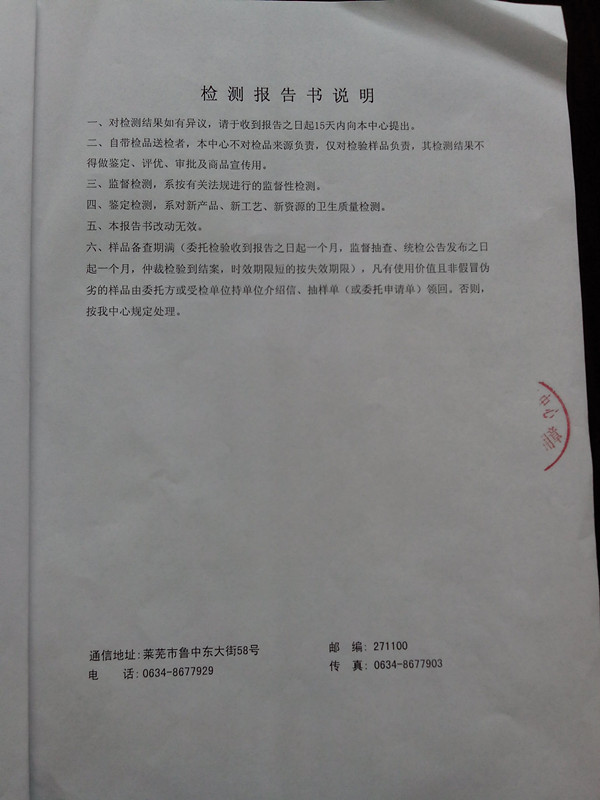 检测报告书说明
一、对检测结果如有异议，请于收到报告之日起15天内向本中心提出。
二、自带检品送检者，本中心不对检品来源负责，仅对检验样品负责，其检测结果不
得做鉴定、评优、审批及商品宣传用。
三、监督检测，系按有关法规进行的监督性检测。
四、鉴定检测，系对新产品、新工艺、新资源的卫生质量检测。
五、本报告书改动无效。
六、样品备查期满（委托检验收到报告之日起一个月，监督抽查、统检公告发布之日
起一个月，仲裁检验到结案，时效期限短的按失效期限），凡有使用价值且非假冒伪
劣的样品由委托方或受检单位持单位介绍信、抽样单（或委托申请单）领回。否则，
按我中心规定处理。
中心
通信地址：莱芜市鲁中东大街58号
邮 编：271100
电 话：0634-8677929
传 真：0634-8677903